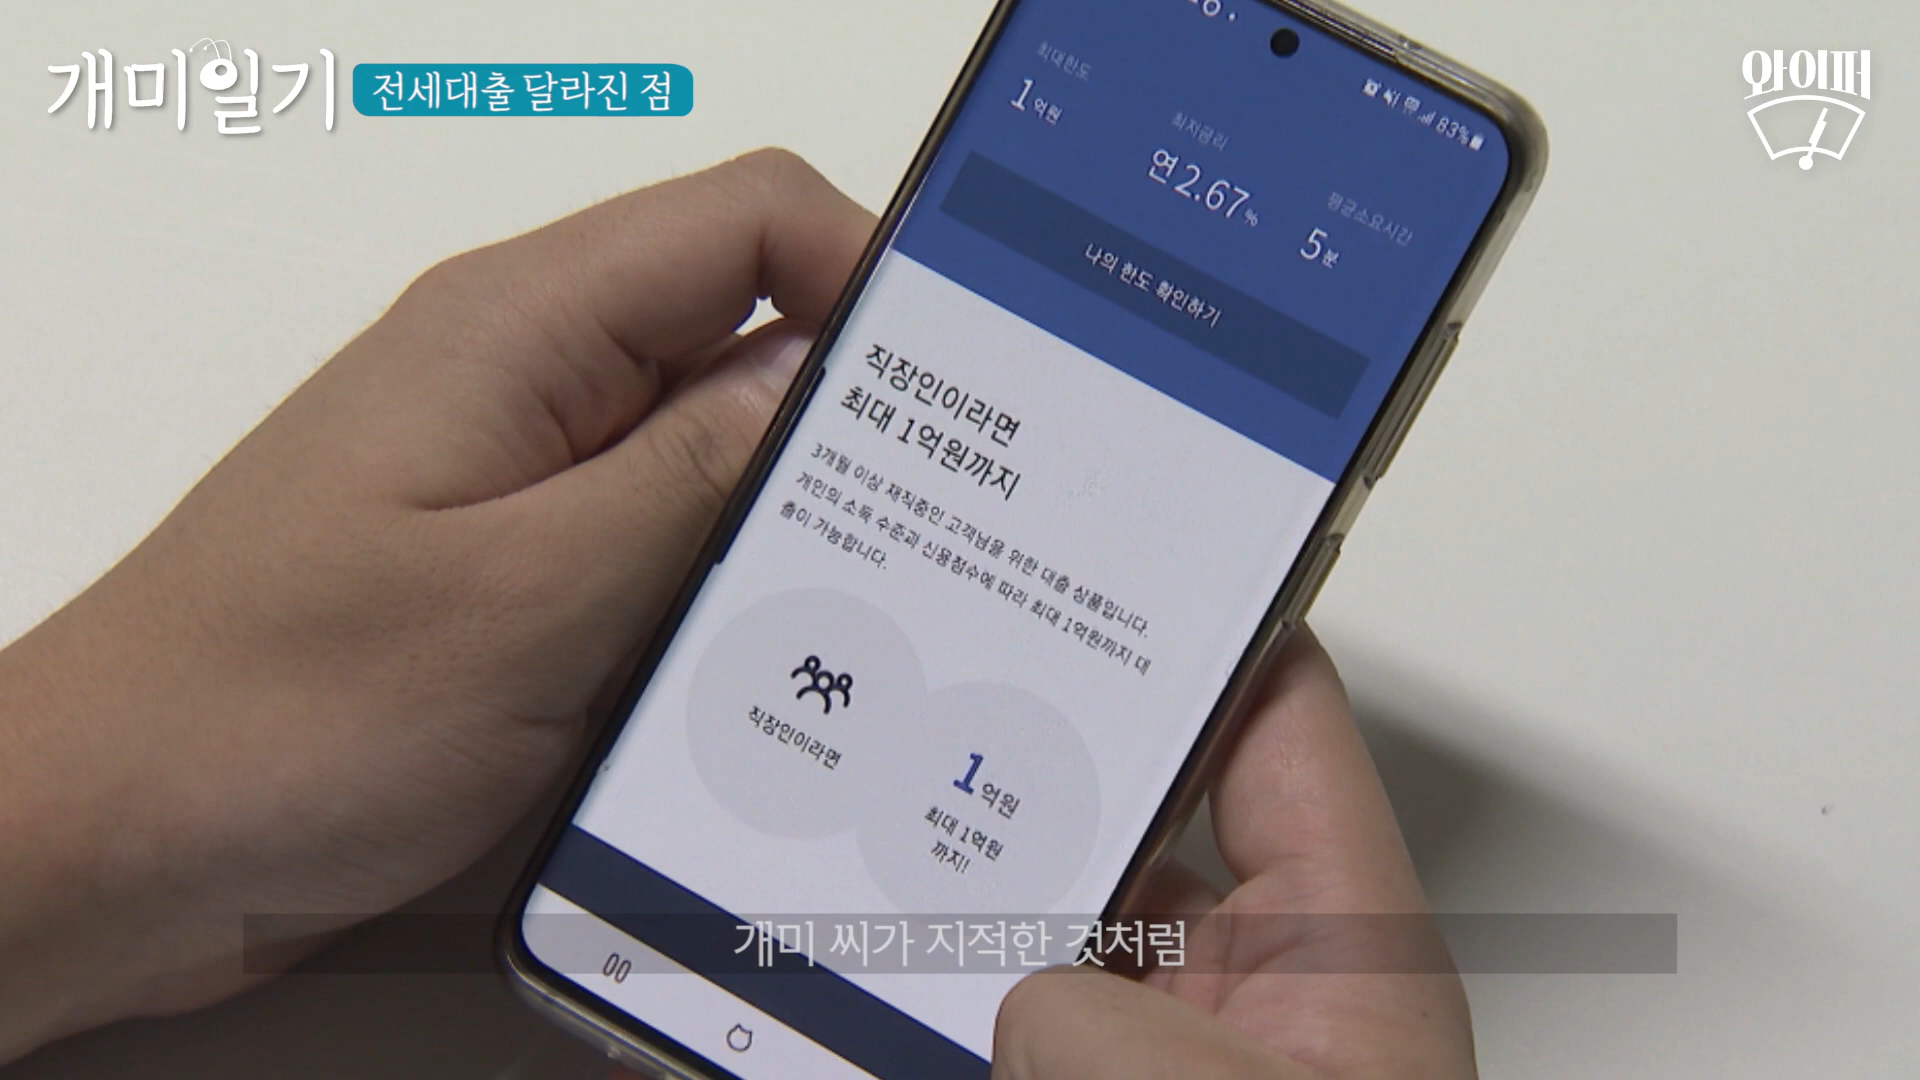 개미일기 전세대출 달라진 점
와이퍼
83%
최대한도
1억원
최저금리
연 2.67%
평균소요시간
5분
나의 한도 확인하기
직장인이라면
최대 1억원까지
3개월 이상 재직중인 고객님을 위한 대출 상품입니다.
개인의 소득 수준과 신용점수에 따라 최대 1억원까지 대
출이 가능합니다.
직장인이라면
1억원
최대 1억원
까지!
개미 씨가 지적한 것처럼